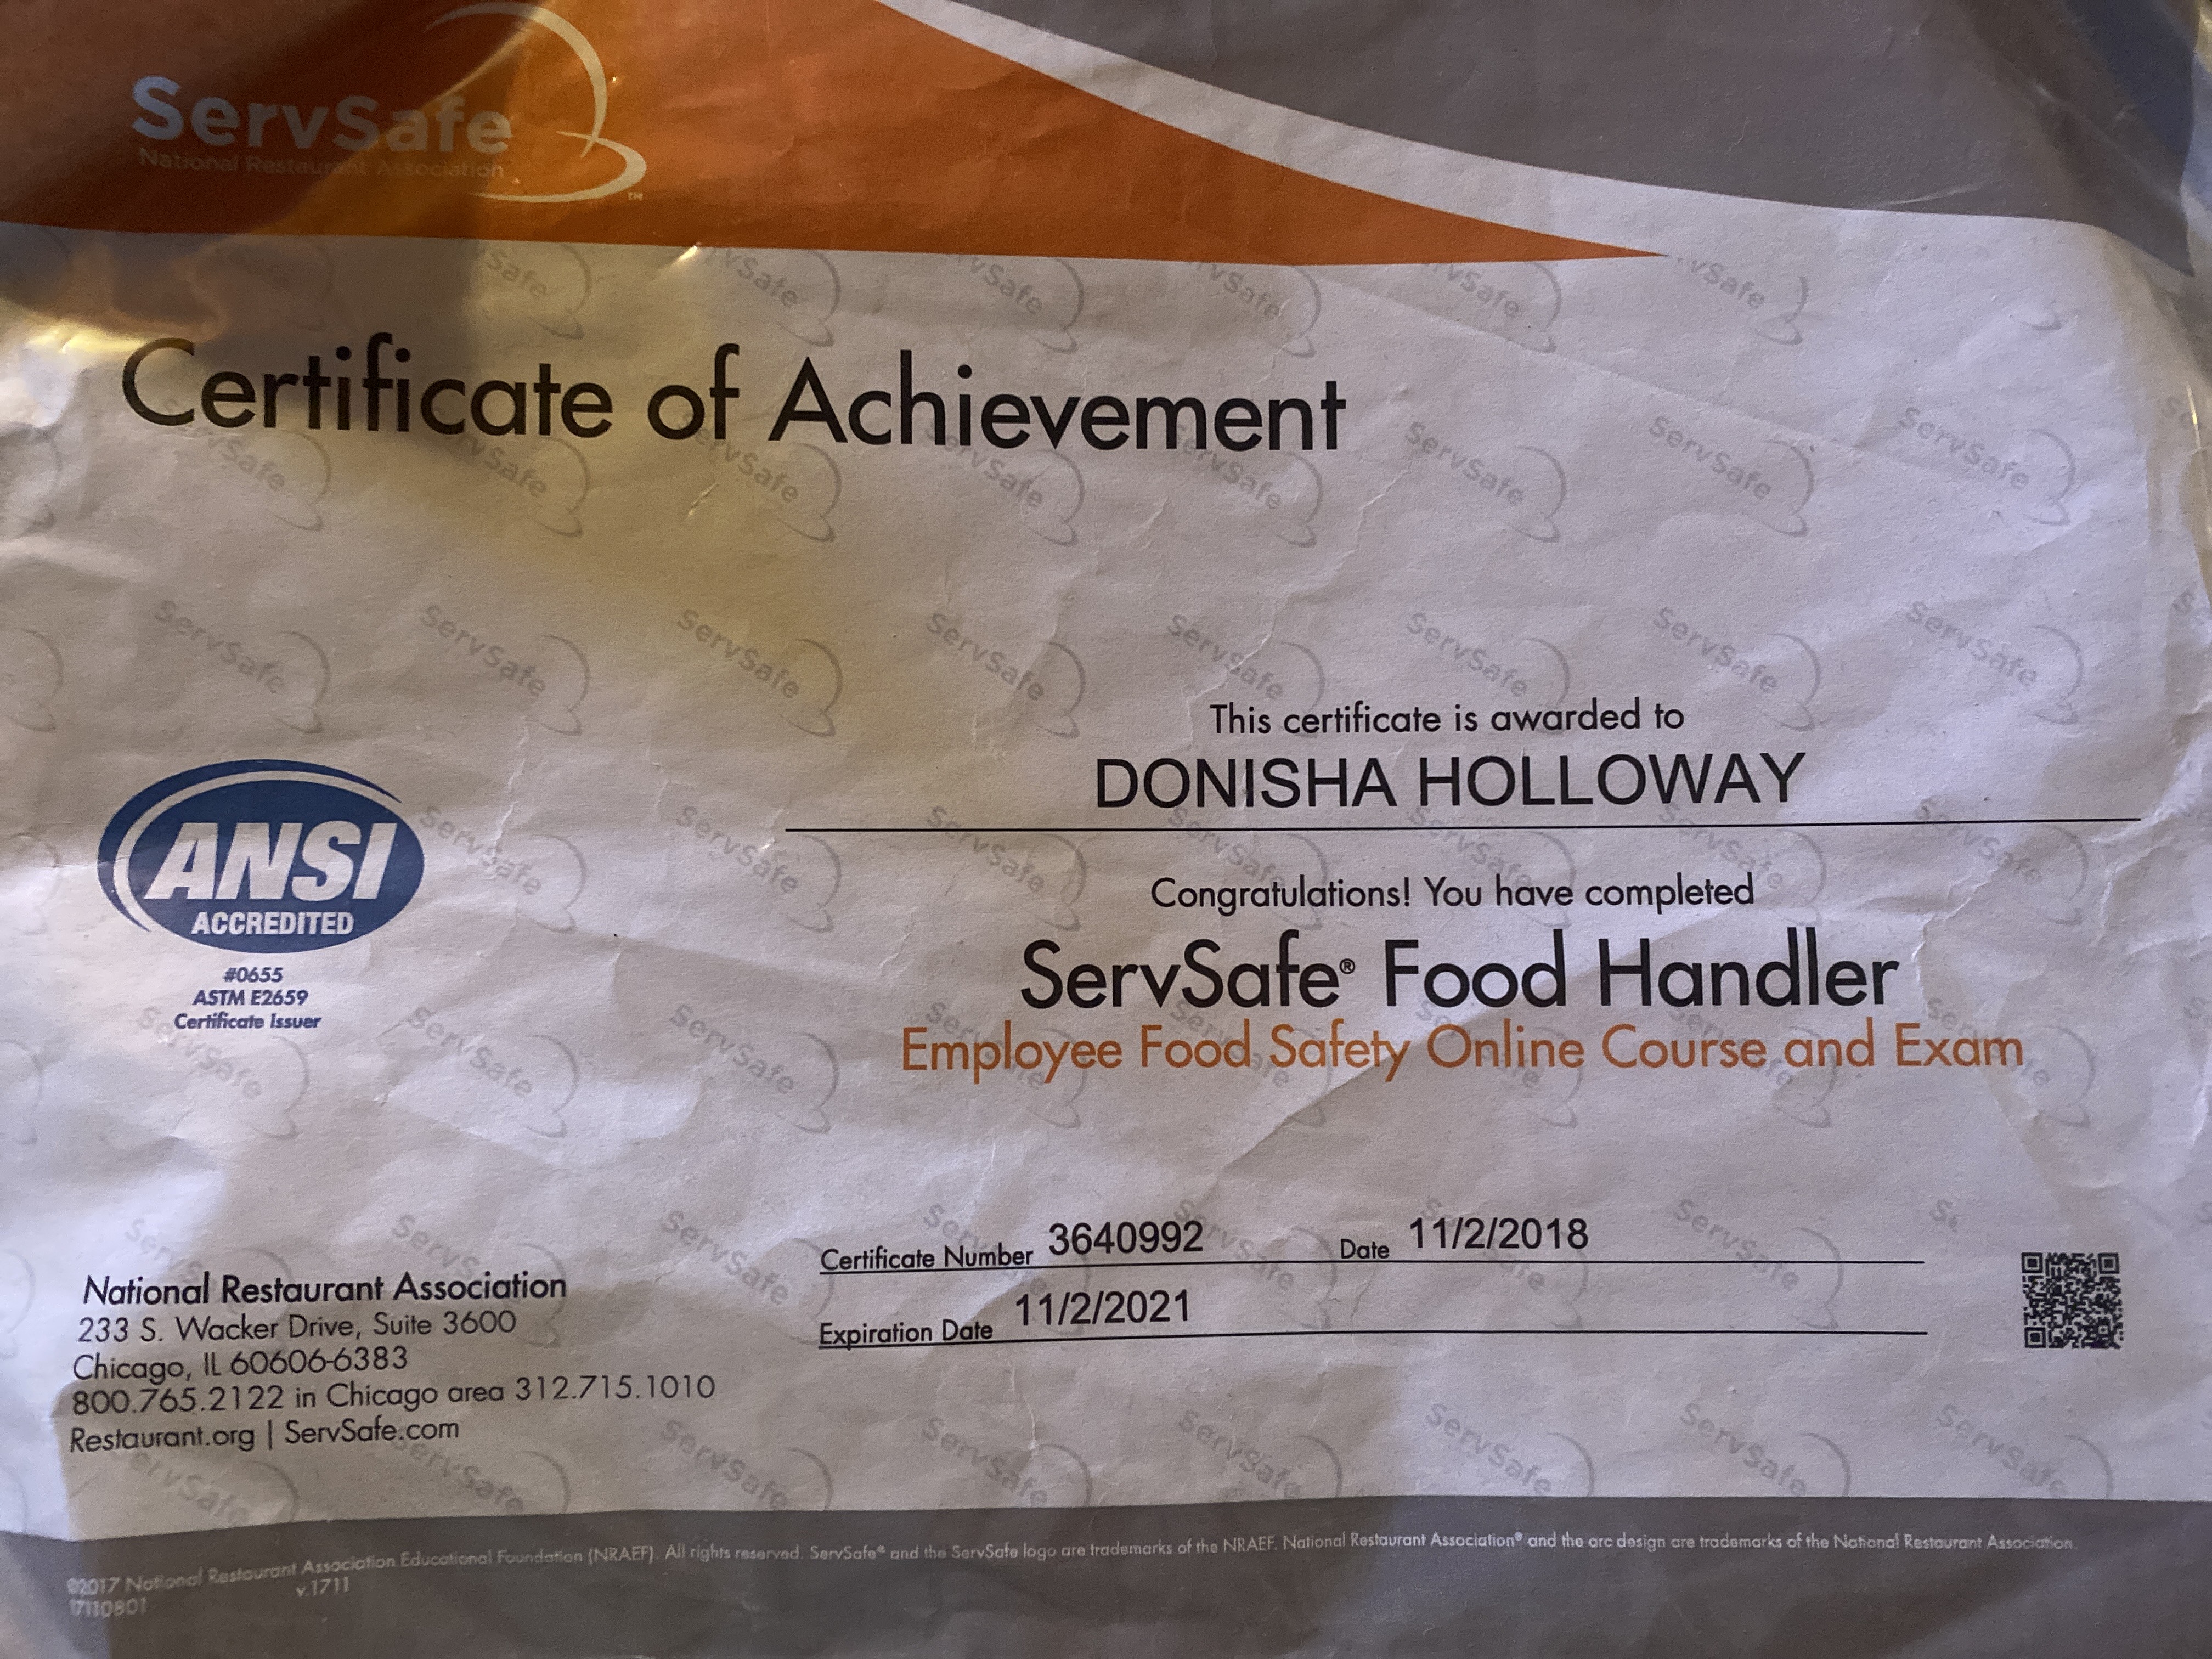 ServSafe
National Restaurant Association
TM
Certificate of Achievement
This certificate is awarded to
DONISHA HOLLOWAY
ANSI
ACCREDITED
#0655
ASTM E2659
Certificate Issuer
Congratulations! You have completed
ServSafe® Food Handler
Employee Food Safety Online Course and Exam
Certificate Number 3640992 Date 11/2/2018
Expiration Date 11/2/2021
National Restaurant Association
233 S. Wacker Drive, Suite 3600
Chicago, IL 60606-6383
800.765.2122 in Chicago area 312.715.1010
Restaurant.org | ServSafe.com
©2017 National Restaurant Association Educational Foundation (NRAEF). All rights reserved. ServSafe® and the ServSafe logo are trademarks of the NRAEF. National Restaurant Association® and the arc design are trademarks of the National Restaurant Association.
17110801 v.1711